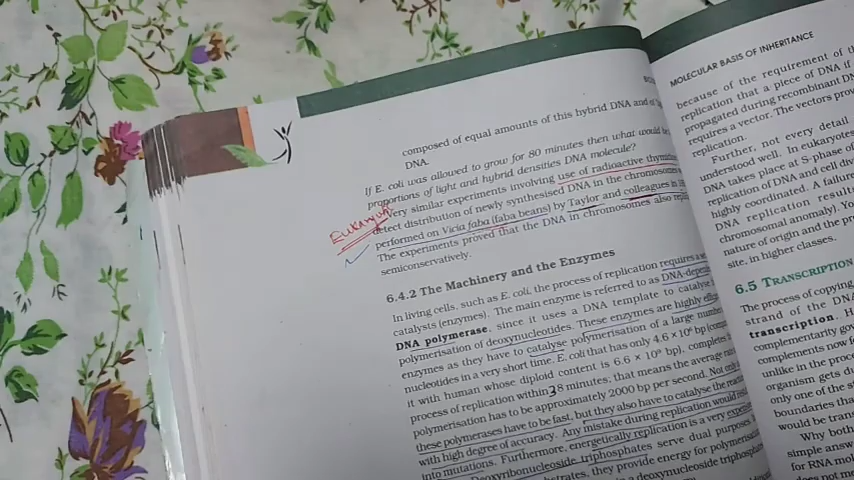 composed of equal amounts of this hybrid DNA and of
DNA.
If E. coli was allowed to grow for 80 minutes then what would be
proportions of light and hybrid densities DNA molecule?
Very similar experiments involving use of radioactive thymidine
detect distribution of newly synthesised DNA in the chromosomes
performed on Vicia faba (faba beans) by Taylor and colleagues in
The experiments proved that the DNA in chromosomes also
semiconservatively.
Eukaryo
6.4.2 The Machinery and the Enzymes
In living cells, such as E. coli, the process of replication requires a
catalysts (enzymes). The main enzyme is referred to as DNA-depen
DNA polymerase, since it uses a DNA template to catalyse
polymerisation of deoxynucleotides. These enzymes are highly
enzymes as they have to catalyse polymerisation of a large number
nucleotides in a very short time. E. coli that has only 4.6 × 10⁶ bp
it with human whose diploid content is 6.6 × 10⁹ bp), completes
process of replication within 38 minutes, that means the average
polymerisation has to be approximately 2000 bp per second. Not only
these polymerases have to be fast, but they also have to catalyse the
with high degree of accuracy. Any mistake during replication would
into mutations. Furthermore, energetically replication is a very
Deoxyribonucleoside triphosphates serve dual purposes
they provide energy for
deoxynucleoside
MOLECULAR BASIS OF INHERITANCE
because of the requirement of
replication that a piece of DNA if
propagated during recombinant DN
requires a vector. The vectors prov
replication.
Further, not every detail
understood well. In eukaryotes
DNA takes place at S-phase of
replication of DNA and cell div
highly coordinated. A failure
DNA replication results
chromosomal anomaly). Yo
nature of origin and the pro
site, in higher classes.
6.5 TRANSCRIPTION
The process of copying
strand of the DNA
transcription. H
complementarity gov
complements now f
unlike in the proce
organism gets du
only one of the s
boundaries tha
would be trans
Why both
simple answ
for RNA mol
does not me